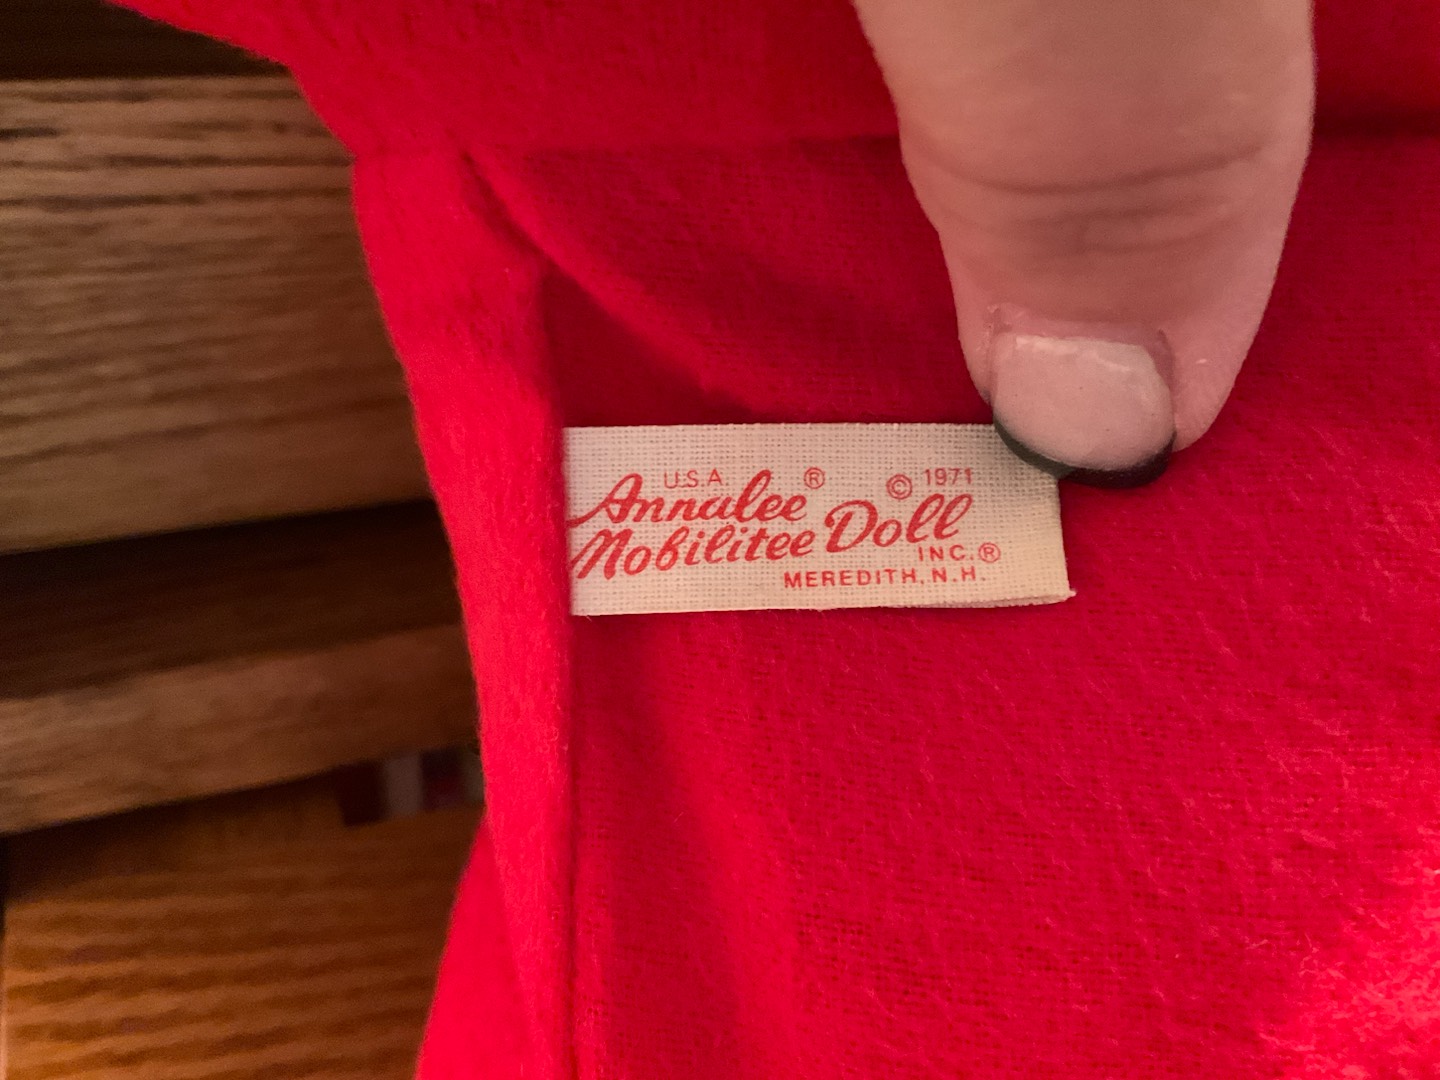 U.S.A
Annalee ® © 1971
Mobilitee Doll
INC.®
MEREDITH, N.H.